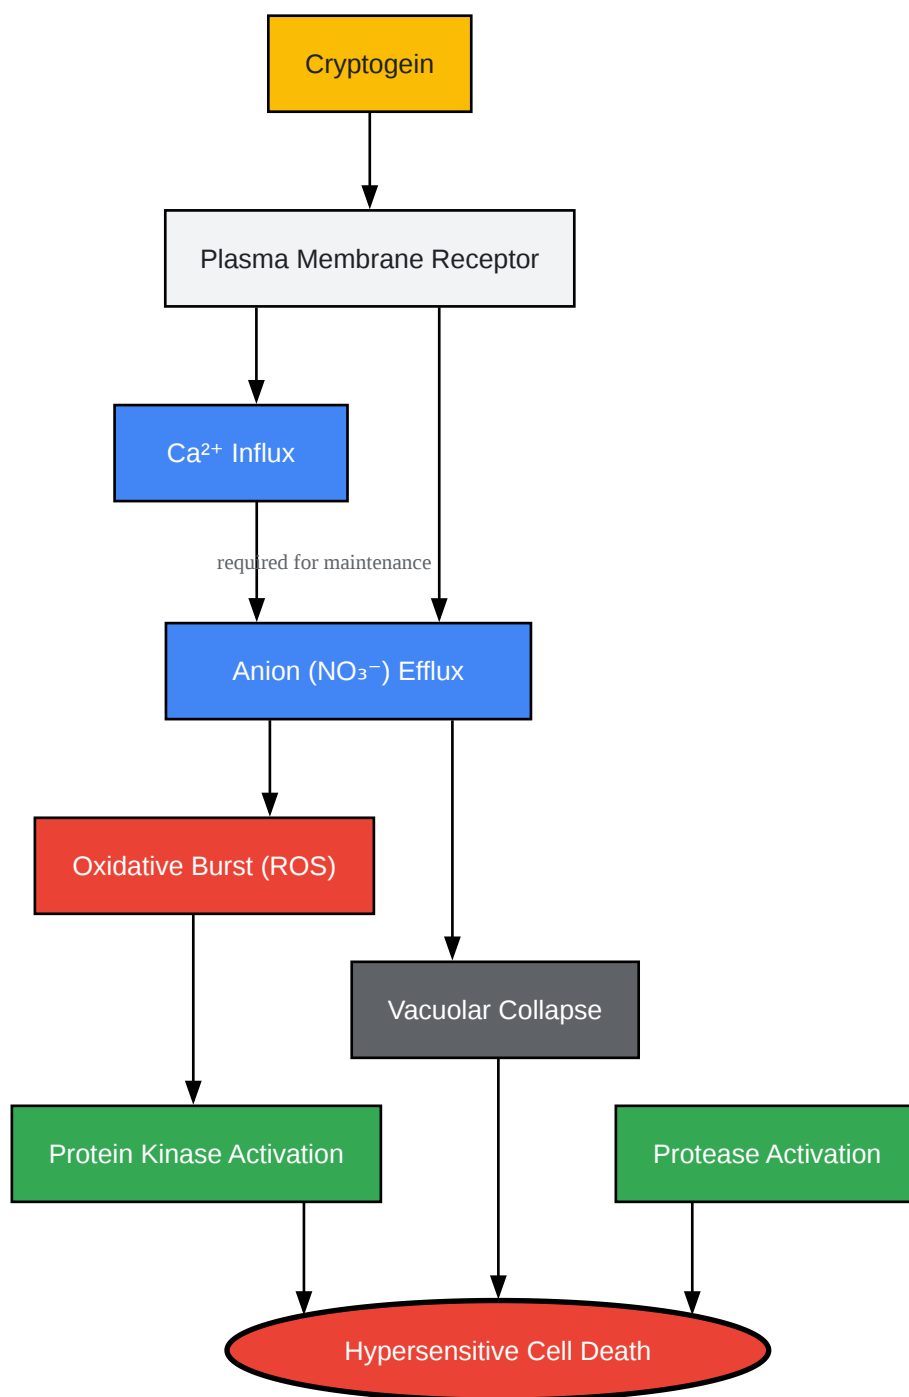 Cryptogein
Plasma Membrane Receptor
Ca²⁺ Influx
required for maintenance
Anion (NO₃⁻) Efflux
Oxidative Burst (ROS)
Vacuolar Collapse
Protein Kinase Activation
Protease Activation
Hypersensitive Cell Death